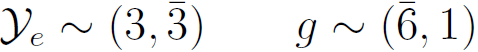 𝒴ₑ ∼ (3, 3̄) g ∼ (6̄, 1)